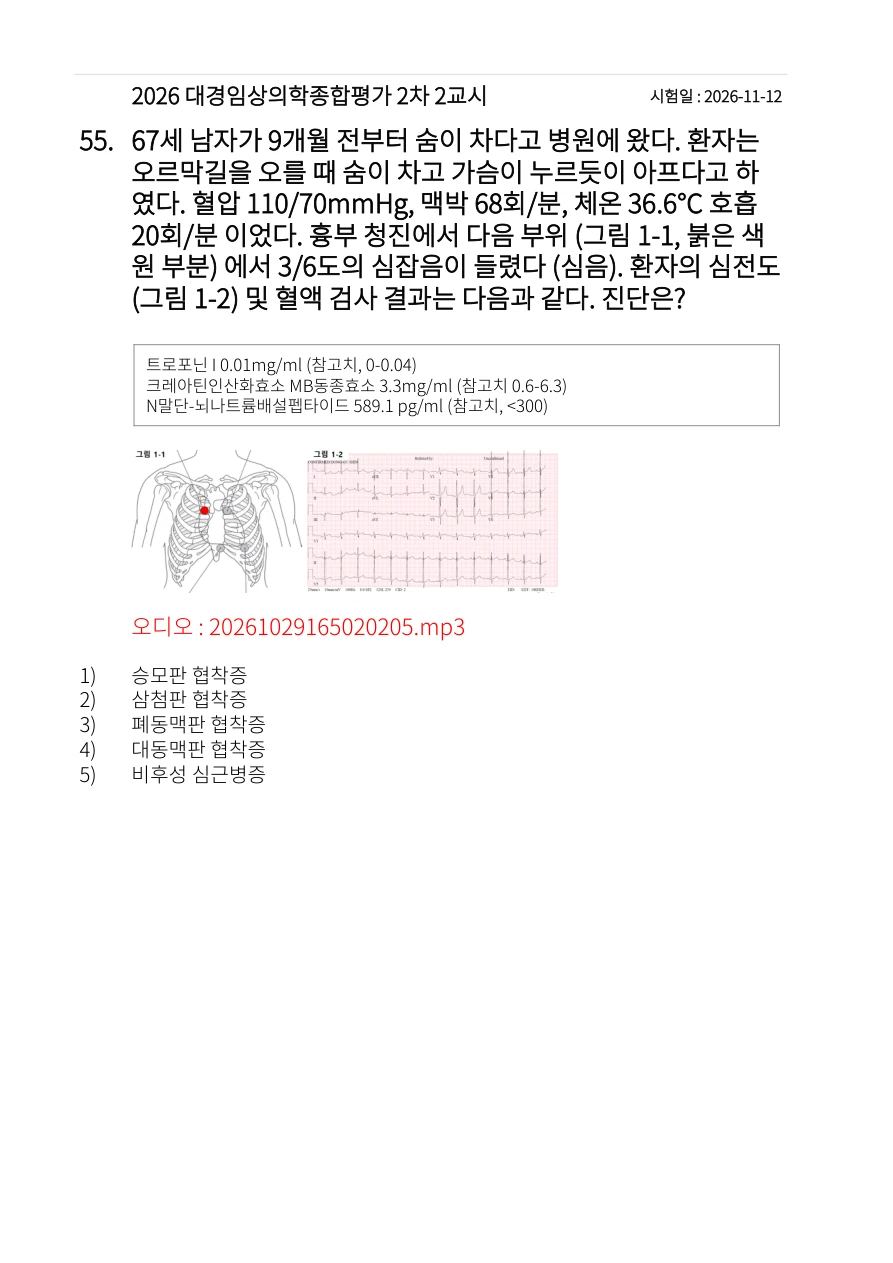 2026 대경임상의학종합평가 2차 2교시
시험일 : 2026-11-12
55. 67세 남자가 9개월 전부터 숨이 차다고 병원에 왔다. 환자는
오르막길을 오를 때 숨이 차고 가슴이 누르듯이 아프다고 하
였다. 혈압 110/70mmHg, 맥박 68회/분, 체온 36.6°C 호흡
20회/분 이었다. 흉부 청진에서 다음 부위 (그림 1-1, 붉은 색
원 부분) 에서 3/6도의 심잡음이 들렸다 (심음). 환자의 심전도
(그림 1-2) 및 혈액 검사 결과는 다음과 같다. 진단은?
트로포닌 I 0.01mg/ml (참고치, 0-0.04)
크레아틴인산화효소 MB동종효소 3.3mg/ml (참고치 0.6-6.3)
N말단-뇌나트륨배설펩타이드 589.1 pg/ml (참고치, <300)
그림 1-1
그림 1-2
I aVR V1 V4
II aVL V2 V5
III aVF V3 V6
V1
II
V5
오디오 : 20261029165020205.mp3
1) 승모판 협착증
2) 삼첨판 협착증
3) 폐동맥판 협착증
4) 대동맥판 협착증
5) 비후성 심근병증